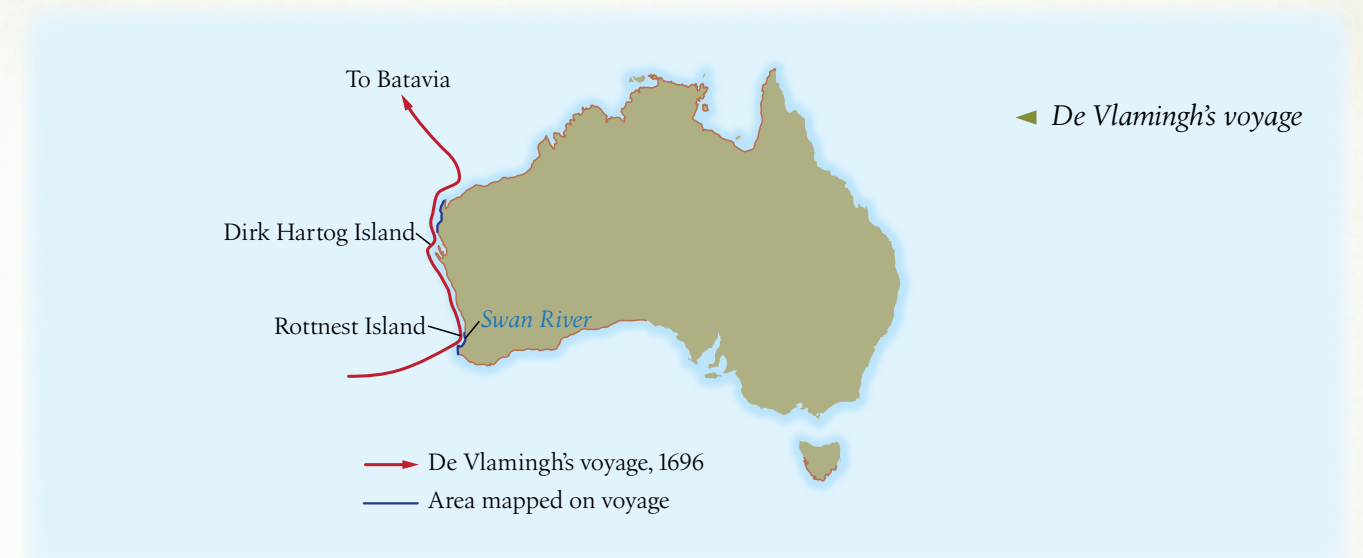 To Batavia
De Vlamingh's voyage
Dirk Hartog Island
Swan River
Rottnest Island
De Vlamingh's voyage, 1696
Area mapped on voyage